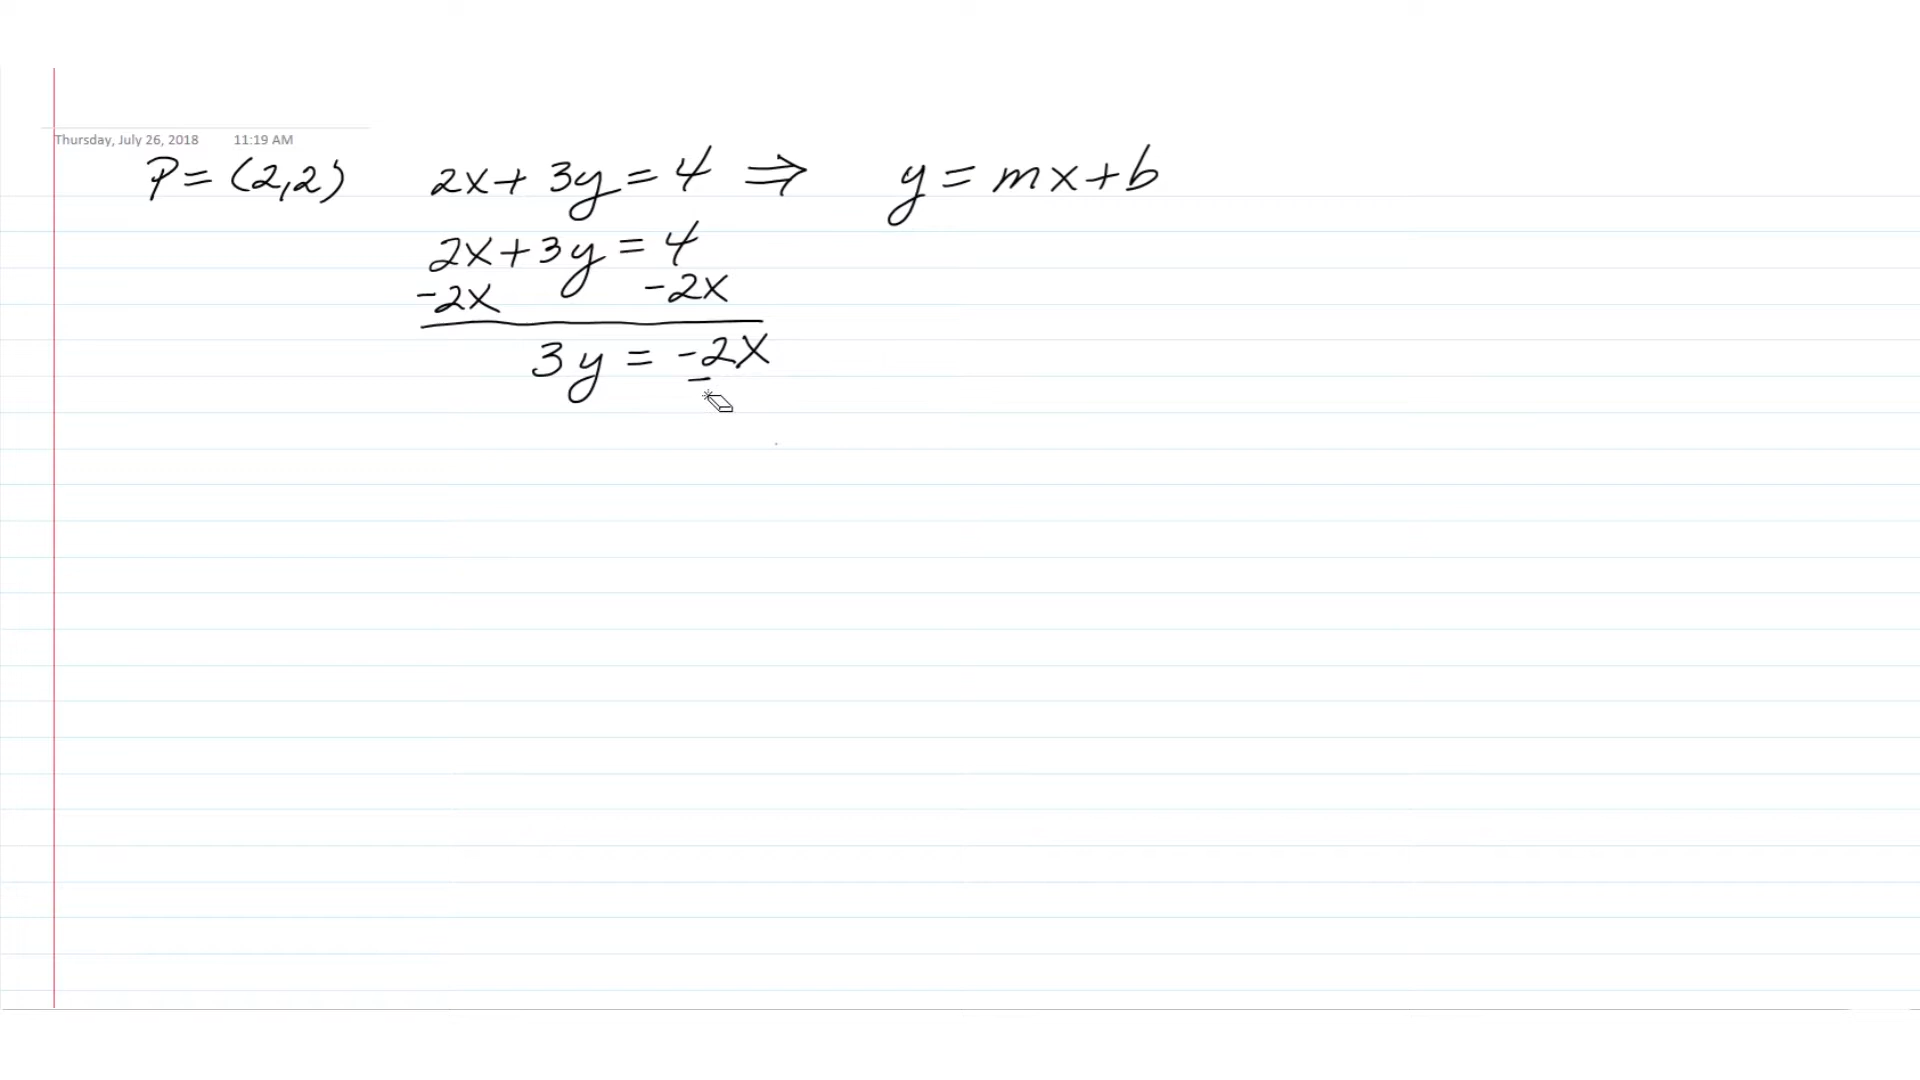 Thursday, July 26, 2018 11:19 AM
P = (2,2) 2x + 3y = 4 ⇒ y = mx + b
2x + 3y = 4
-2x -2x
3y = -2x
-